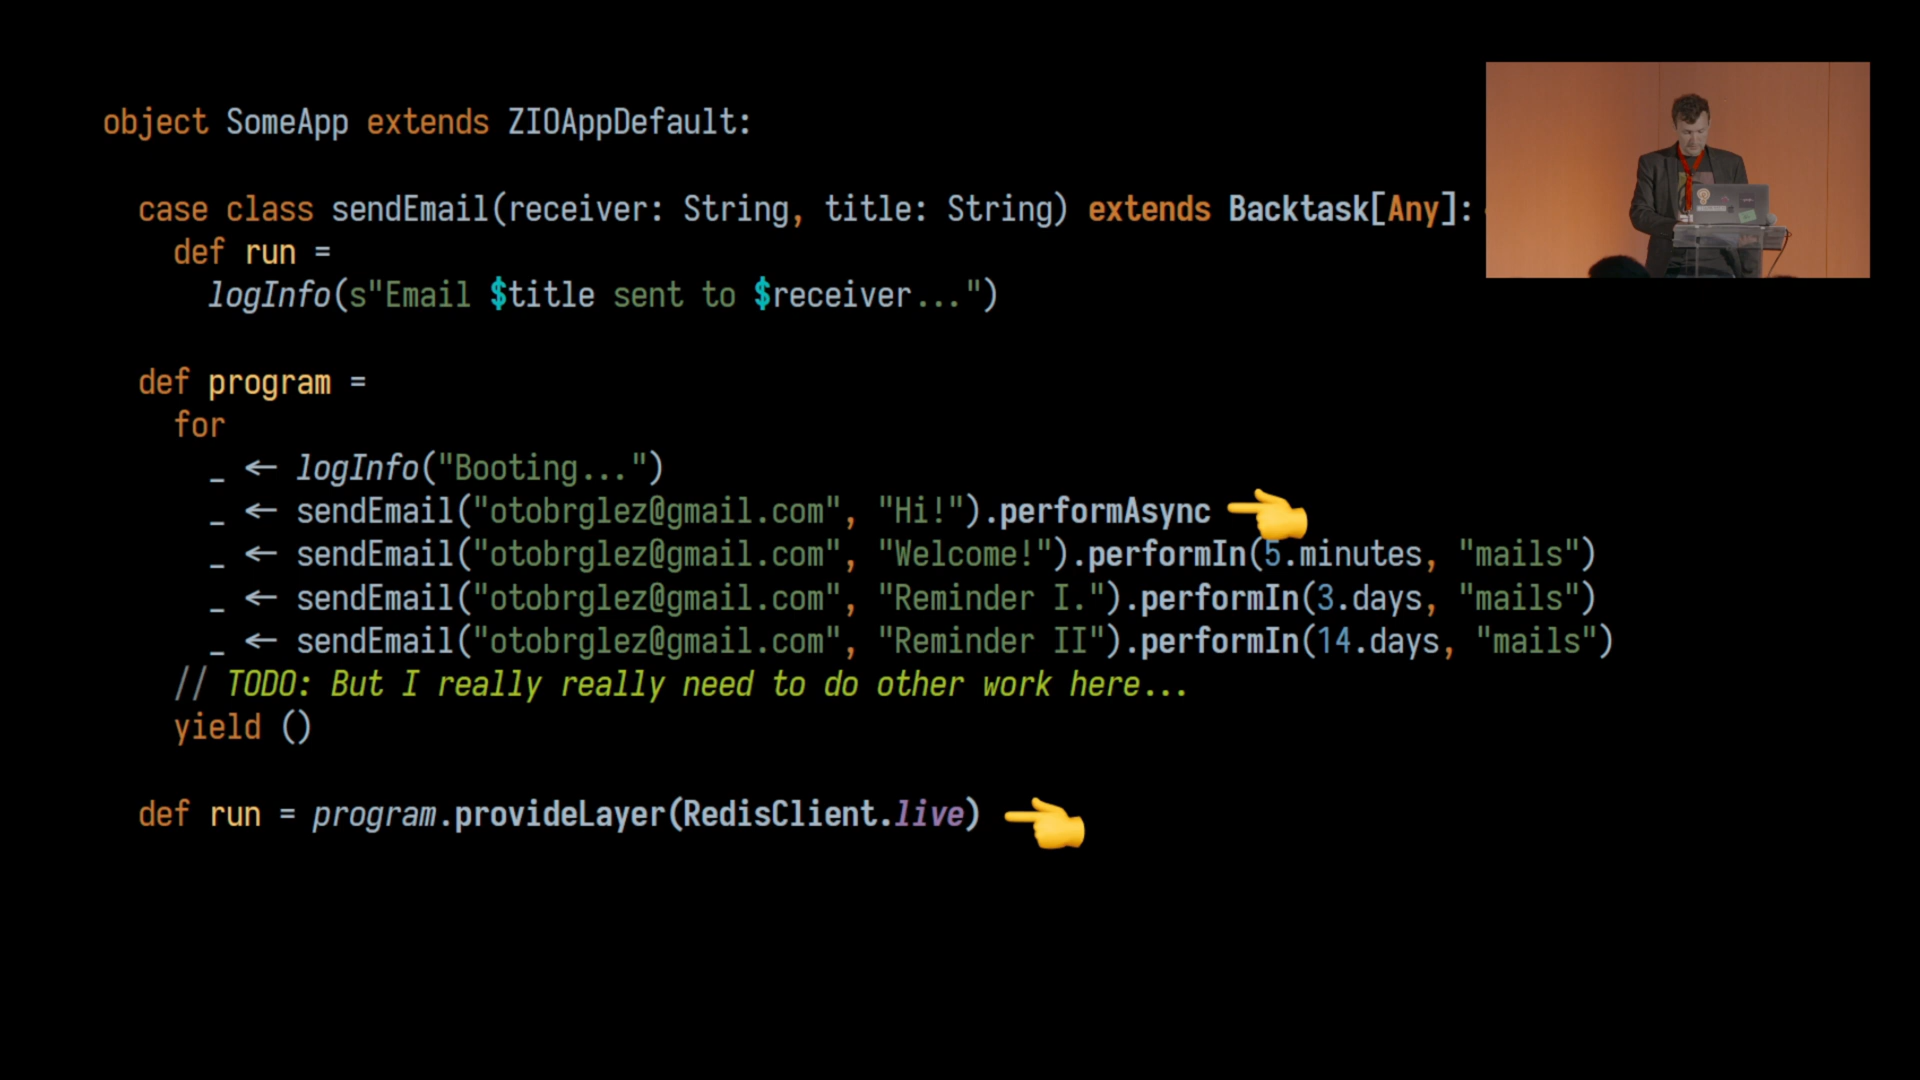 object SomeApp extends ZIOAppDefault:
case class sendEmail(receiver: String, title: String) extends Backtask[Any]:
def run =
logInfo(s"Email $title sent to $receiver...")
def program =
for
_ ← logInfo("Booting...")
_ ← sendEmail("otobrglez@gmail.com", "Hi!").performAsync
_ ← sendEmail("otobrglez@gmail.com", "Welcome!").performIn(5.minutes, "mails")
_ ← sendEmail("otobrglez@gmail.com", "Reminder I.").performIn(3.days, "mails")
_ ← sendEmail("otobrglez@gmail.com", "Reminder II").performIn(14.days, "mails")
// TODO: But I really really need to do other work here...
yield ()
def run = program.provideLayer(RedisClient.live)